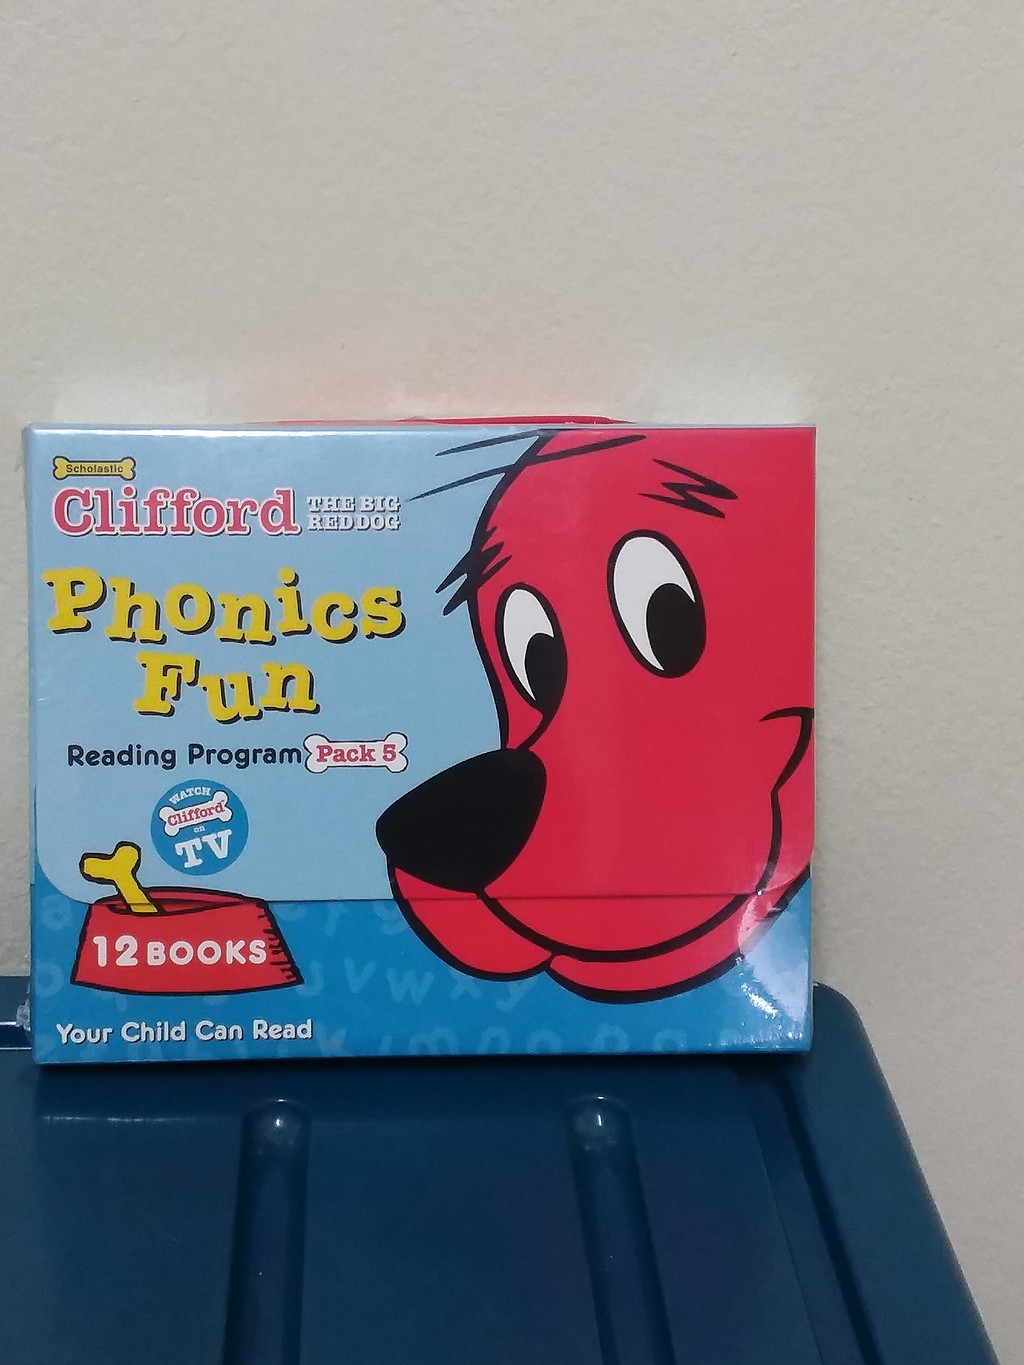 Scholastic
Clifford
THE BIG
RED DOG
Phonics
Fun
Reading Program Pack 5
WATCH
Clifford
on
TV
12 BOOKS
Your Child Can Read
u v w x y